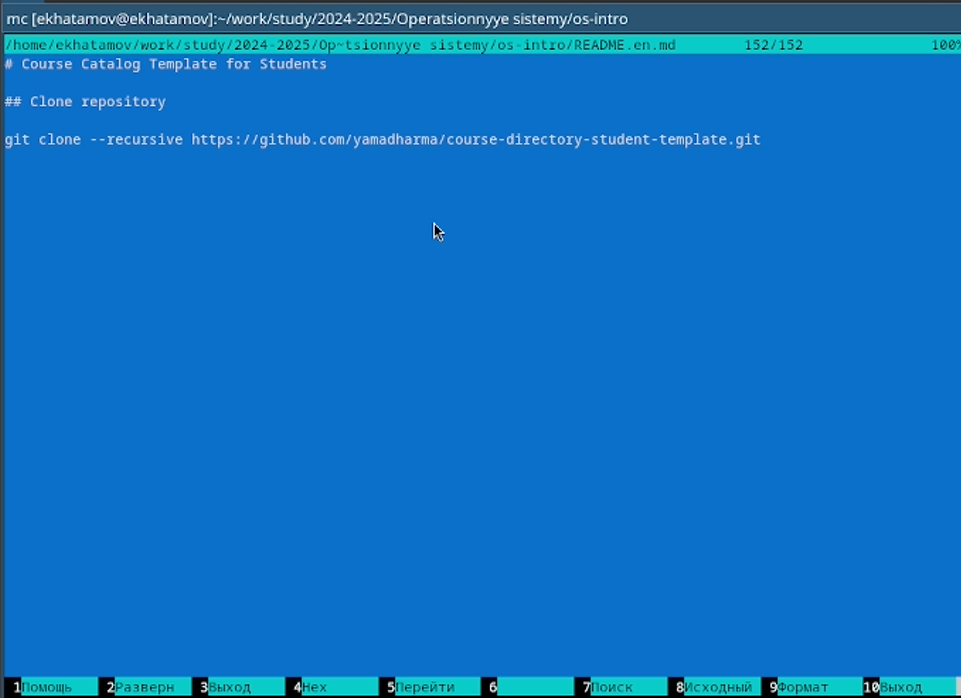 mc [ekhatamov@ekhatamov]:~/work/study/2024-2025/Operatsionnyye sistemy/os-intro
/home/ekhatamov/work/study/2024-2025/Op~tsionnyye sistemy/os-intro/README.en.md 152/152 100%
# Course Catalog Template for Students
## Clone repository
git clone --recursive https://github.com/yamadharma/course-directory-student-template.git
1Помощь 2Разверн 3Выход 4Hex 5Перейти 6 7Поиск 8Исходный 9Формат 10Выход